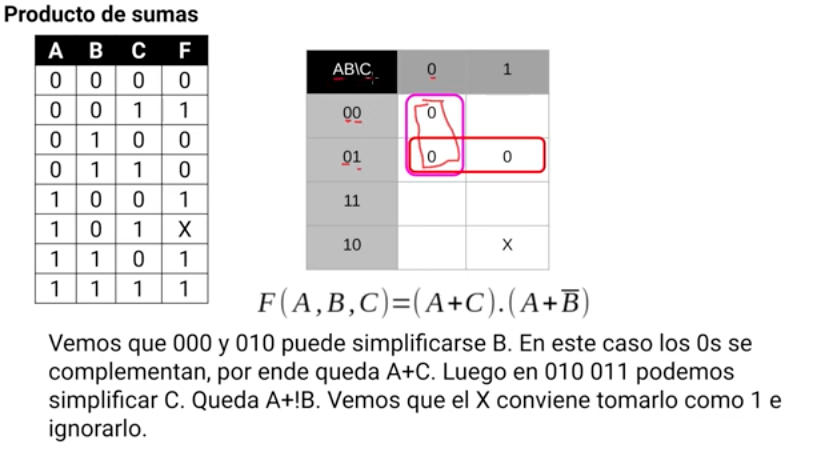 Producto de sumas
A B C F
0 0 0 0
0 0 1 1
0 1 0 0
0 1 1 0
1 0 0 1
1 0 1 X
1 1 0 1
1 1 1 1
AB\C 0 1
00 0
01 0 0
11
10 X
F(A,B,C)=(A+C).(A+B̅)
Vemos que 000 y 010 puede simplificarse B. En este caso los 0s se
complementan, por ende queda A+C. Luego en 010 011 podemos
simplificar C. Queda A+!B. Vemos que el X conviene tomarlo como 1 e
ignorarlo.